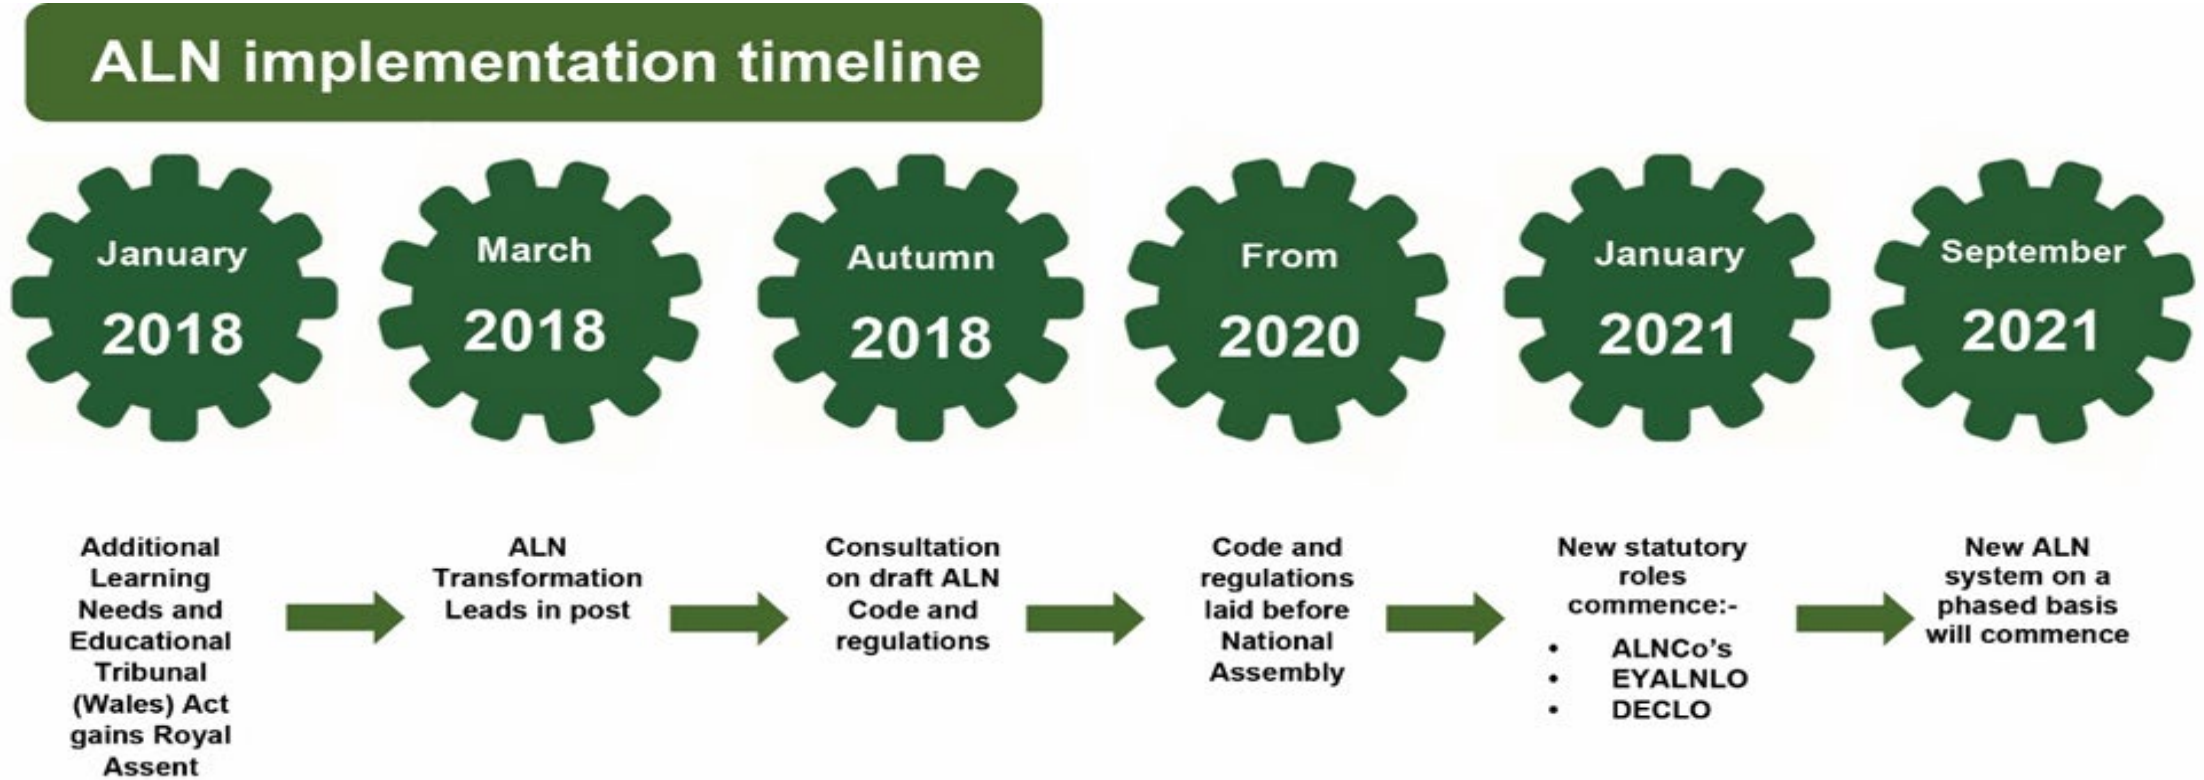 ALN implementation timeline
January
2018
March
2018
Autumn
2018
From
2020
January
2021
September
2021
Additional
Learning
Needs and
Educational
Tribunal
(Wales) Act
gains Royal
Assent
ALN
Transformation
Leads in post
Consultation
on draft ALN
Code and
regulations
Code and
regulations
laid before
National
Assembly
New statutory
roles
commence:-
• ALNCo’s
• EYALNLO
• DECLO
New ALN
system on a
phased basis
will commence